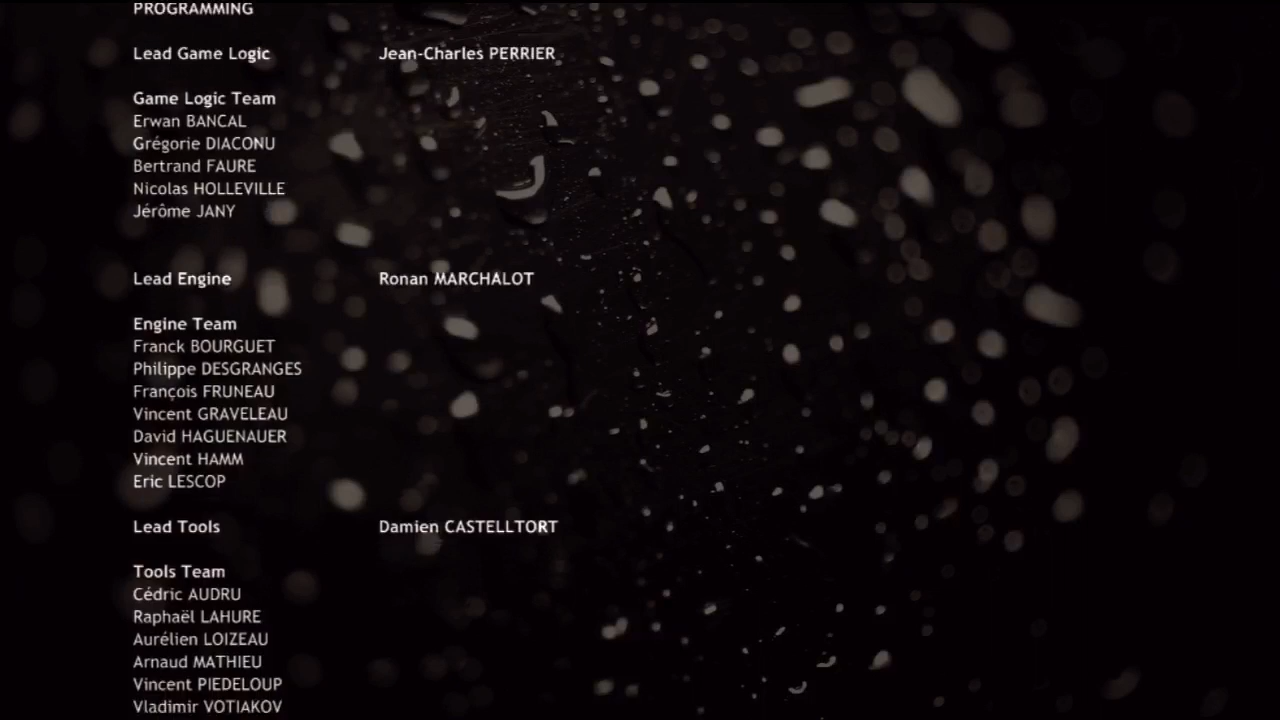 PROGRAMMING
Lead Game Logic Jean-Charles PERRIER
Game Logic Team
Erwan BANCAL
Grégorie DIACONU
Bertrand FAURE
Nicolas HOLLEVILLE
Jérôme JANY
Lead Engine Ronan MARCHALOT
Engine Team
Franck BOURGUET
Philippe DESGRANGES
François FRUNEAU
Vincent GRAVELEAU
David HAGUENAUER
Vincent HAMM
Eric LESCOP
Lead Tools Damien CASTELLTORT
Tools Team
Cédric AUDRU
Raphaël LAHURE
Aurélien LOIZEAU
Arnaud MATHIEU
Vincent PIEDELOUP
Vladimir VOTIAKOV